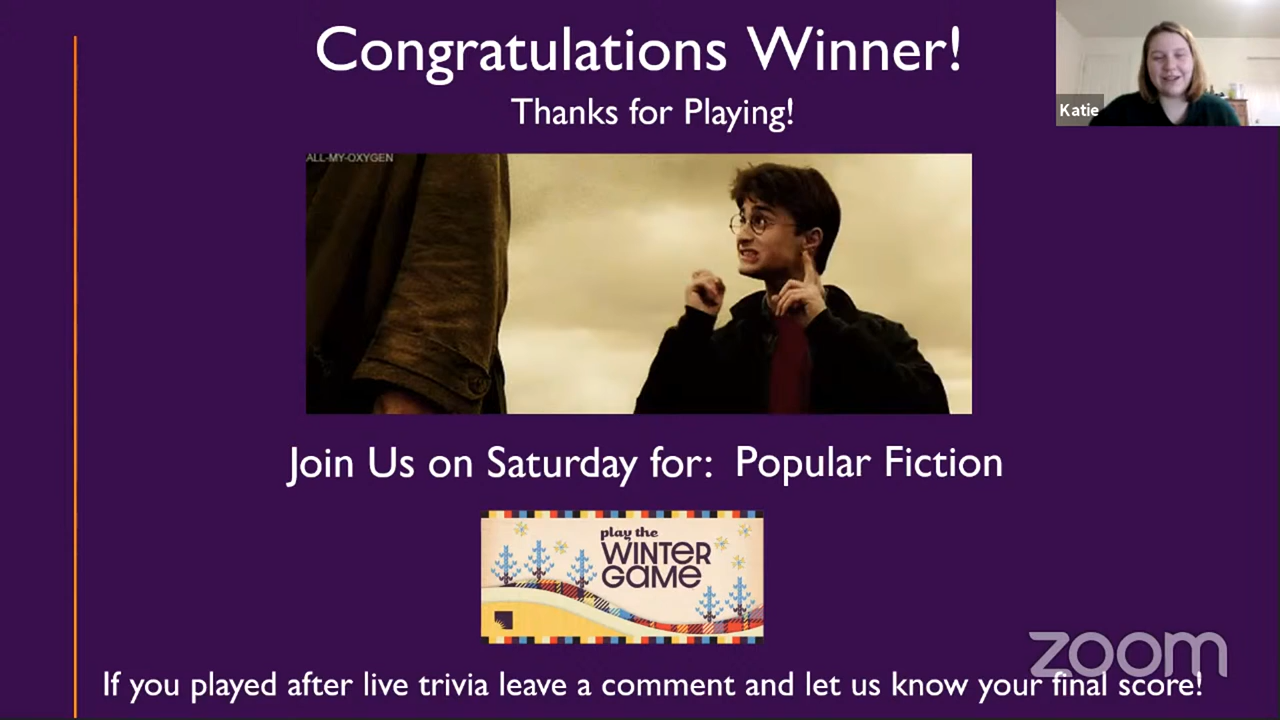 Congratulations Winner!
Thanks for Playing!
Katie
ALL-MY-OXYGEN
Join Us on Saturday for: Popular Fiction
play the
WINTER
GAME
zoom
If you played after live trivia leave a comment and let us know your final score!